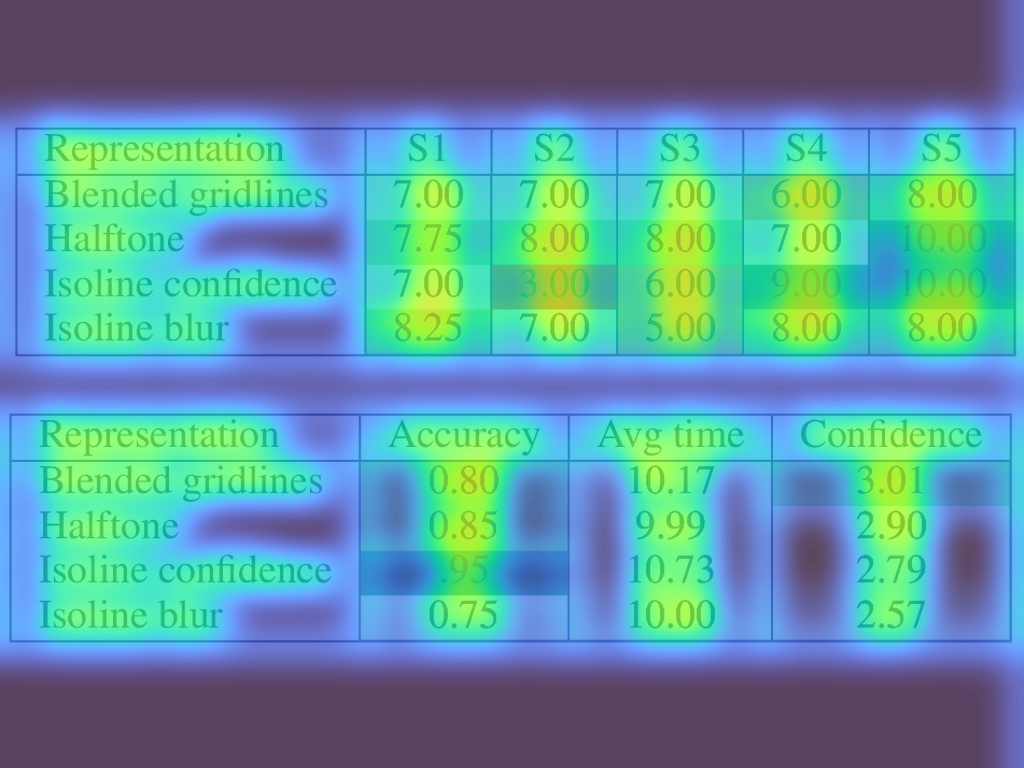 Representation S1 S2 S3 S4 S5
Blended gridlines 7.00 7.00 7.00 6.00 8.00
Halftone 7.75 8.00 8.00 7.00 10.00
Isoline confidence 7.00 3.00 6.00 9.00 10.00
Isoline blur 8.25 7.00 5.00 8.00 8.00
Representation Accuracy Avg time Confidence
Blended gridlines 0.80 10.17 3.01
Halftone 0.85 9.99 2.90
Isoline confidence .95 10.73 2.79
Isoline blur 0.75 10.00 2.57